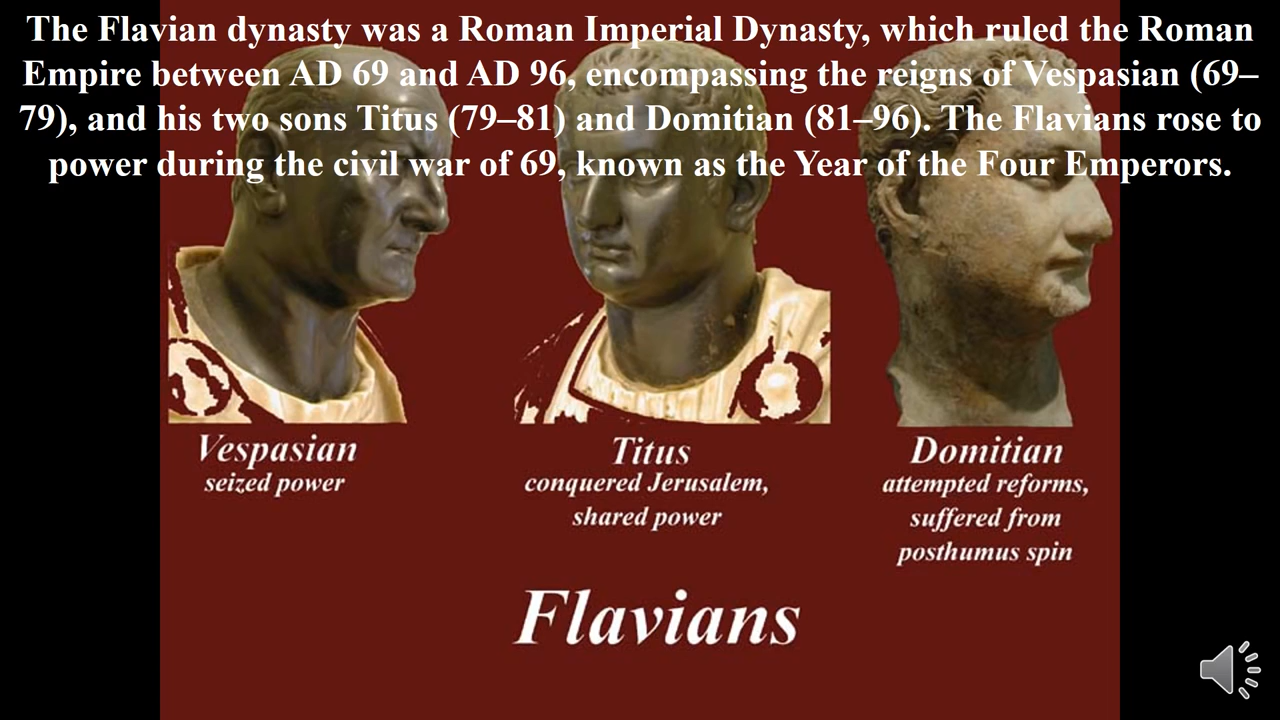 The Flavian dynasty was a Roman Imperial Dynasty, which ruled the Roman
Empire between AD 69 and AD 96, encompassing the reigns of Vespasian (69–
79), and his two sons Titus (79–81) and Domitian (81–96). The Flavians rose to
power during the civil war of 69, known as the Year of the Four Emperors.
Vespasian
seized power
Titus
conquered Jerusalem,
shared power
Domitian
attempted reforms,
suffered from
posthumus spin
Flavians